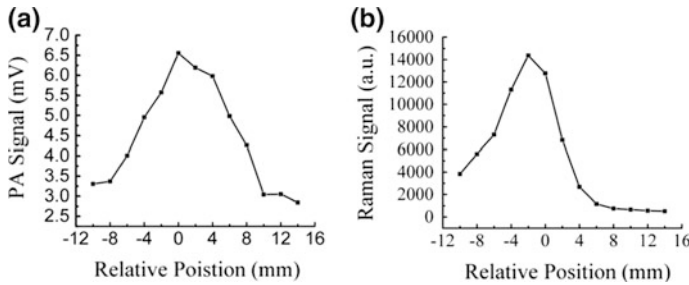 (a)
PA Signal (mV)
7.0
6.5
6.0
5.5
5.0
4.5
4.0
3.5
3.0
2.5
-12 -8 -4 0 4 8 12 16
Relative Poistion (mm)
(b)
Raman Signal (a.u.)
16000
14000
12000
10000
8000
6000
4000
2000
0
-12 -8 -4 0 4 8 12 16
Relative Position (mm)